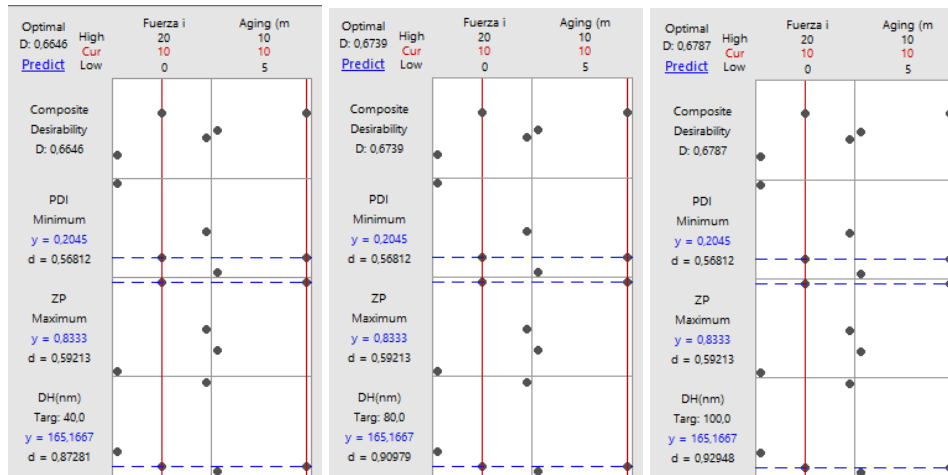 Optimal
D: 0,6646
Predict
High
Cur
Low
Fuerza i
20
10
0
Aging (m
10
10
5
Composite
Desirability
D: 0,6646
PDI
Minimum
y = 0,2045
d = 0,56812
ZP
Maximum
y = 0,8333
d = 0,59213
DH(nm)
Targ: 40,0
y = 165,1667
d = 0,87281
Optimal
D: 0,6739
Predict
High
Cur
Low
Fuerza i
20
10
0
Aging (m
10
10
5
Composite
Desirability
D: 0,6739
PDI
Minimum
y = 0,2045
d = 0,56812
ZP
Maximum
y = 0,8333
d = 0,59213
DH(nm)
Targ: 80,0
y = 165,1667
d = 0,90979
Optimal
D: 0,6787
Predict
High
Cur
Low
Fuerza i
20
10
0
Aging (m
10
10
5
Composite
Desirability
D: 0,6787
PDI
Minimum
y = 0,2045
d = 0,56812
ZP
Maximum
y = 0,8333
d = 0,59213
DH(nm)
Targ: 100,0
y = 165,1667
d = 0,92948